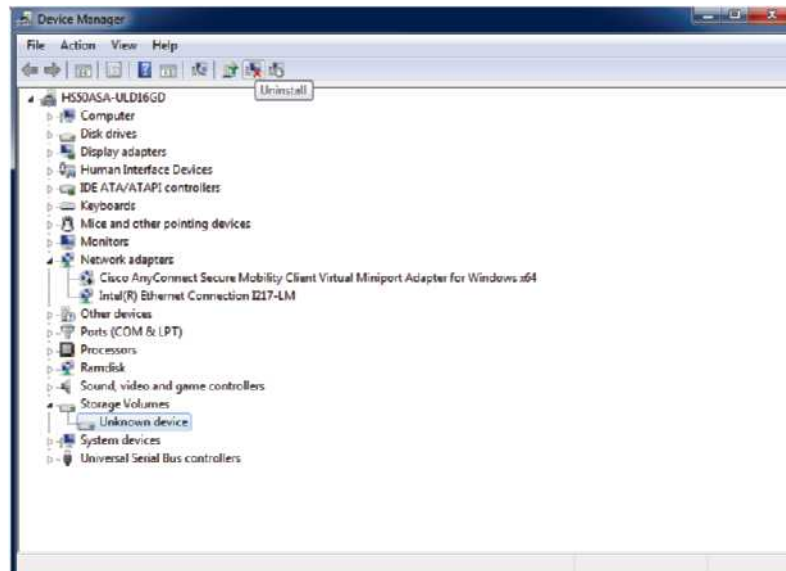 Device Manager
File Action View Help
Uninstall
HS50ASA-ULD16GD
Computer
Disk drives
Display adapters
Human Interface Devices
IDE ATA/ATAPI controllers
Keyboards
Mice and other pointing devices
Monitors
Network adapters
Cisco AnyConnect Secure Mobility Client Virtual Miniport Adapter for Windows x64
Intel(R) Ethernet Connection I217-LM
Other devices
Ports (COM & LPT)
Processors
Ramdisk
Sound, video and game controllers
Storage Volumes
Unknown device
System devices
Universal Serial Bus controllers